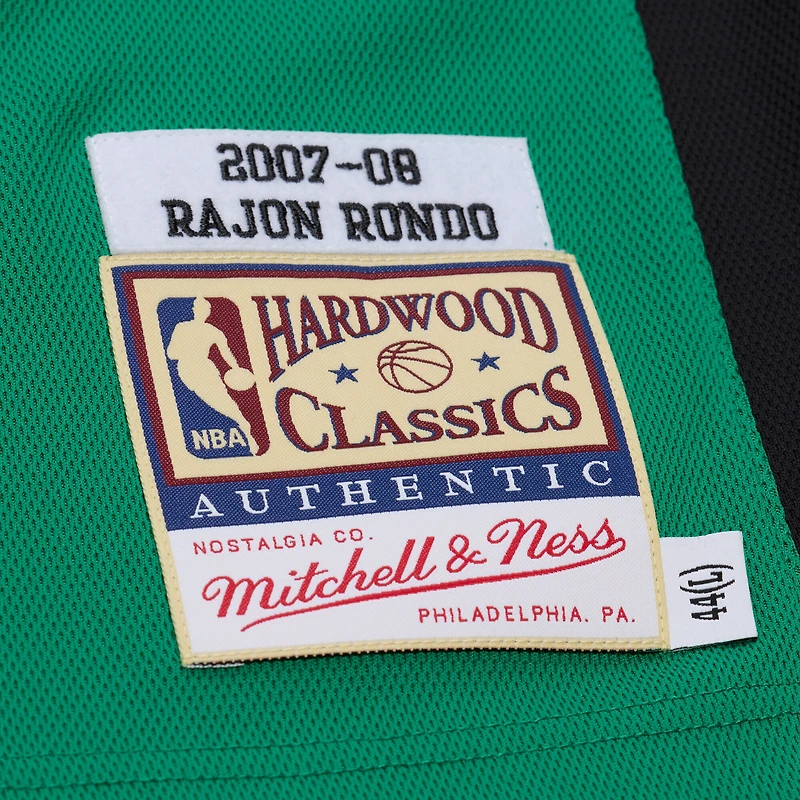 2007-08
RAJON RONDO
HARDWOOD
CLASSICS
NBA
AUTHENTIC
NOSTALGIA CO.
Mitchell & Ness
PHILADELPHIA. PA.
44(L)